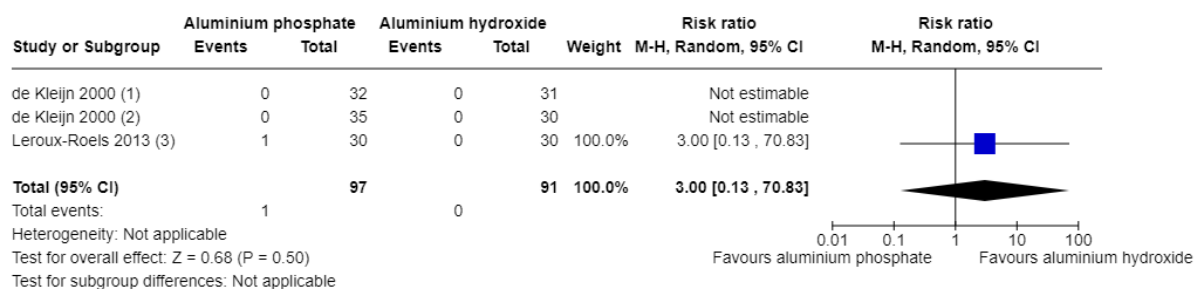 Aluminium phosphate Aluminium hydroxide Risk ratio Risk ratio
Study or Subgroup Events Total Events Total Weight M-H, Random, 95% CI M-H, Random, 95% CI
de Kleijn 2000 (1) 0 32 0 31 Not estimable
de Kleijn 2000 (2) 0 35 0 30 Not estimable
Leroux-Roels 2013 (3) 1 30 0 30 100.0% 3.00 [0.13 , 70.83]
Total (95% CI) 97 91 100.0% 3.00 [0.13 , 70.83]
Total events: 1 0
Heterogeneity: Not applicable
0.01 0.1 1 10 100
Test for overall effect: Z = 0.68 (P = 0.50) Favours aluminium phosphate Favours aluminium hydroxide
Test for subgroup differences: Not applicable